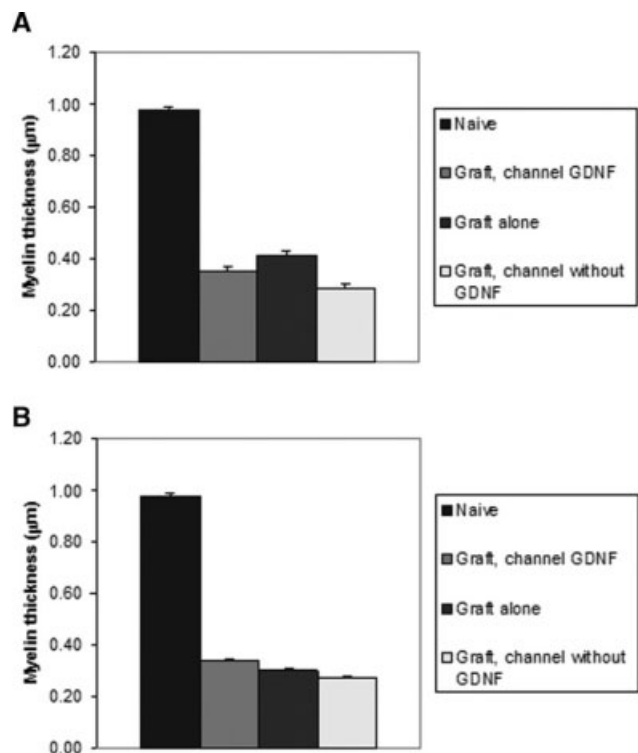 A
Myelin thickness (µm)
1.20
1.00
0.80
0.60
0.40
0.20
0.00
Naive
Graft, channel GDNF
Graft alone
Graft, channel without
GDNF
B
Myelin thickness (µm)
1.20
1.00
0.80
0.60
0.40
0.20
0.00
Naive
Graft, channel GDNF
Graft alone
Graft, channel without
GDNF